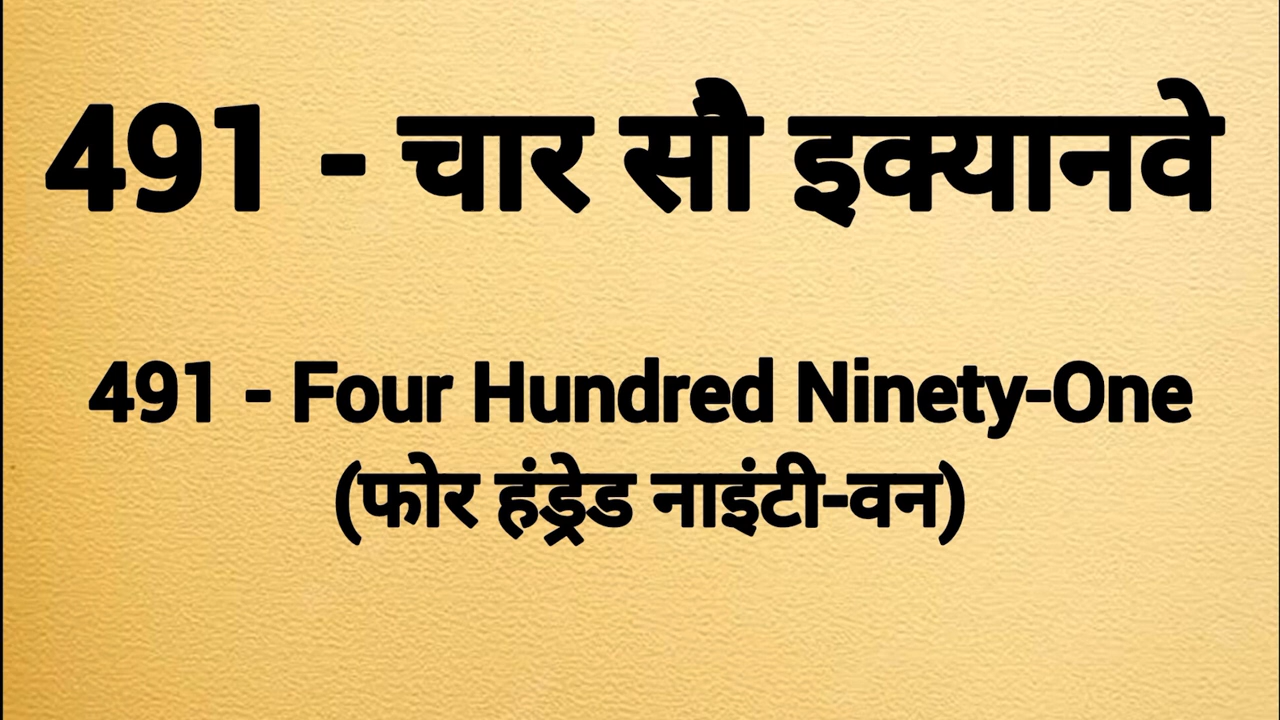 491 - चार सौ इक्यानवे
491 - Four Hundred Ninety-One
(फोर हंड्रेड नाइंटी-वन)